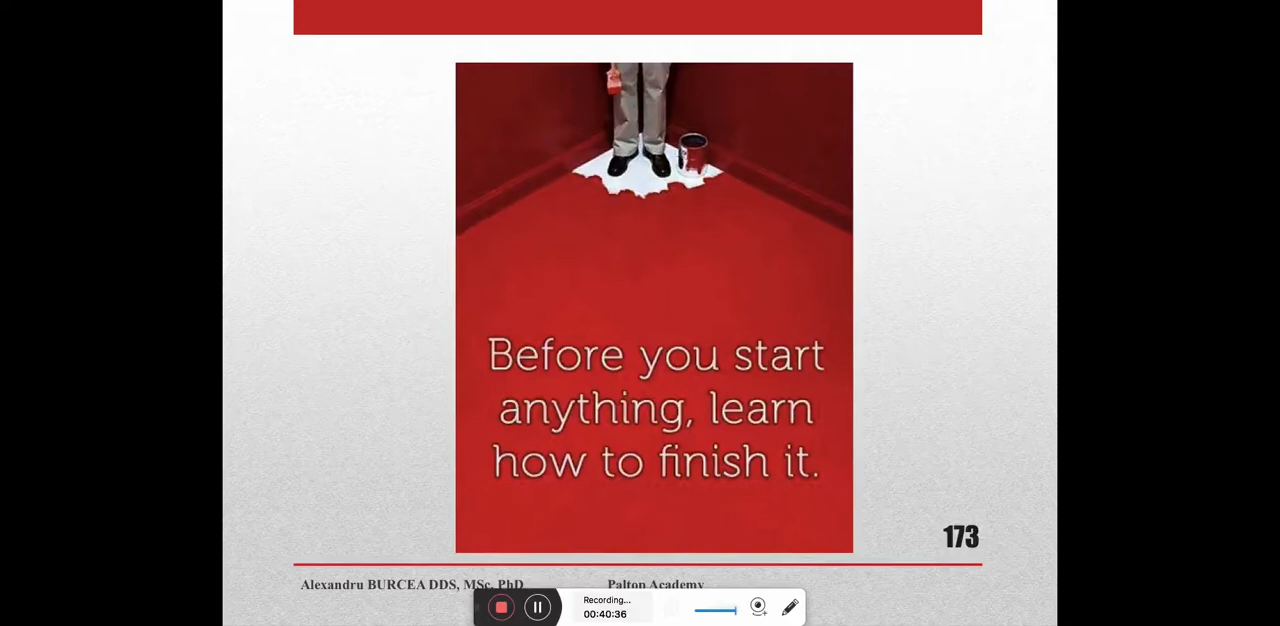 Before you start
anything, learn
how to finish it.
173
Alexandru BURCEA DDS, MSc, PhD
Palton Academy
Recording...
00:40:36